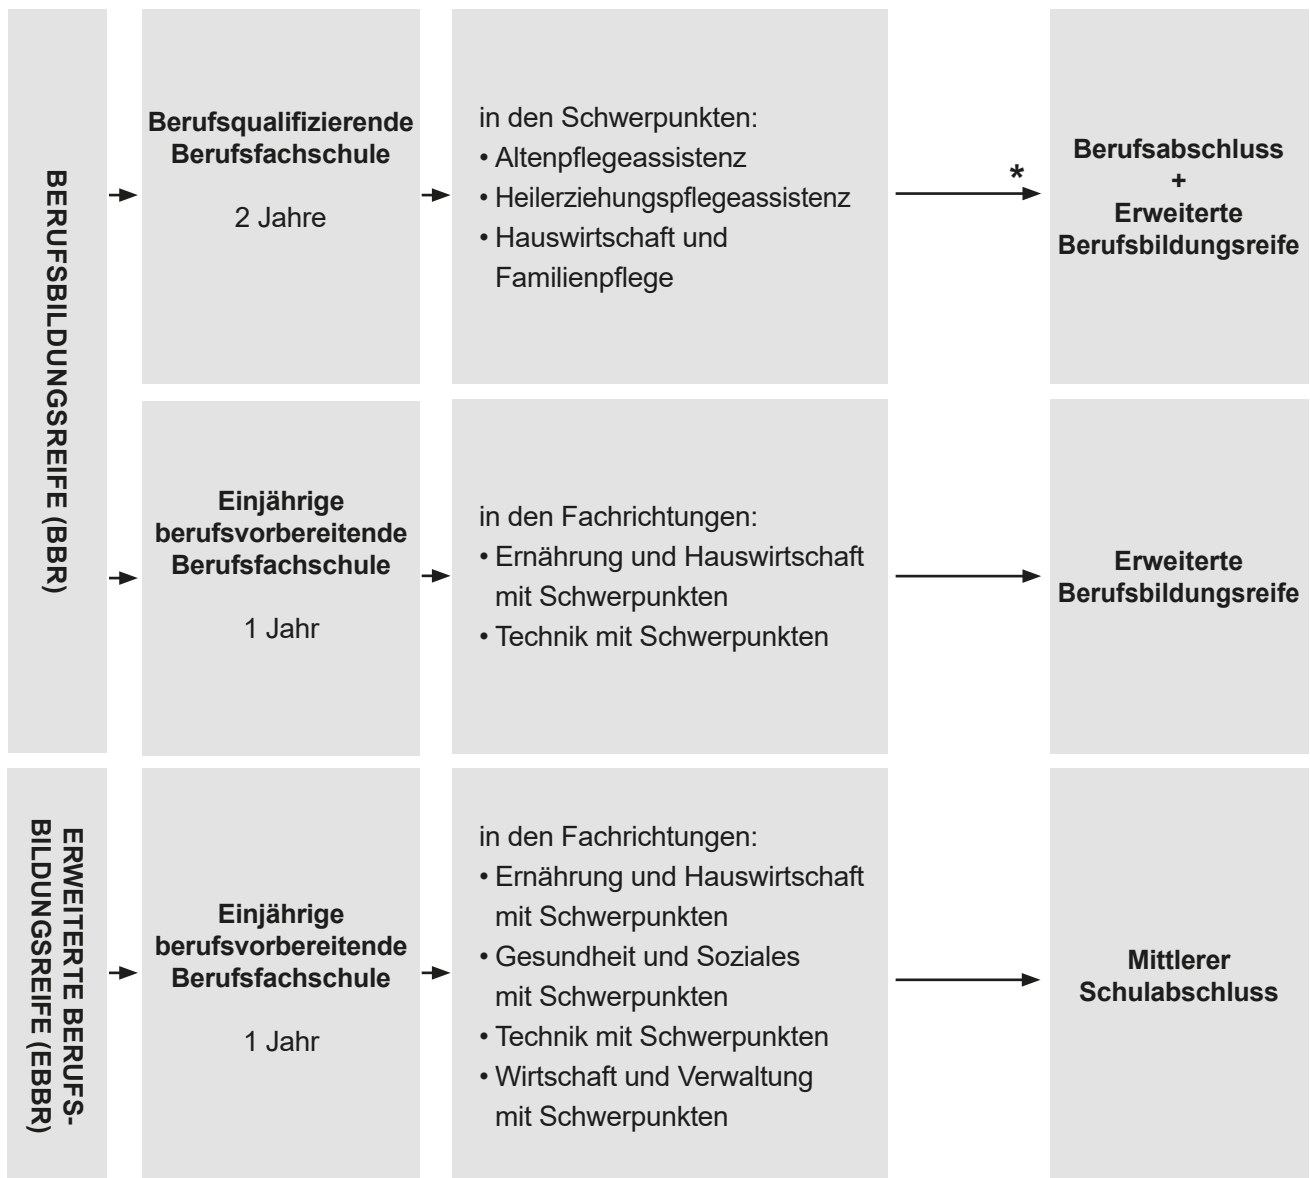 BERUFSBILDUNGSREIFE (BBR)
Berufsqualifizierende
Berufsfachschule
2 Jahre
in den Schwerpunkten:
• Altenpflegeassistenz
• Heilerziehungspflegeassistenz
• Hauswirtschaft und
Familienpflege
*
Berufsabschluss
+
Erweiterte
Berufsbildungsreife
Einjährige
berufsvorbereitende
Berufsfachschule
1 Jahr
in den Fachrichtungen:
• Ernährung und Hauswirtschaft
mit Schwerpunkten
• Technik mit Schwerpunkten
Erweiterte
Berufsbildungsreife
ERWEITERTE BERUFS-
BILDUNGSREIFE (EBBR)
Einjährige
berufsvorbereitende
Berufsfachschule
1 Jahr
in den Fachrichtungen:
• Ernährung und Hauswirtschaft
mit Schwerpunkten
• Gesundheit und Soziales
mit Schwerpunkten
• Technik mit Schwerpunkten
• Wirtschaft und Verwaltung
mit Schwerpunkten
Mittlerer
Schulabschluss